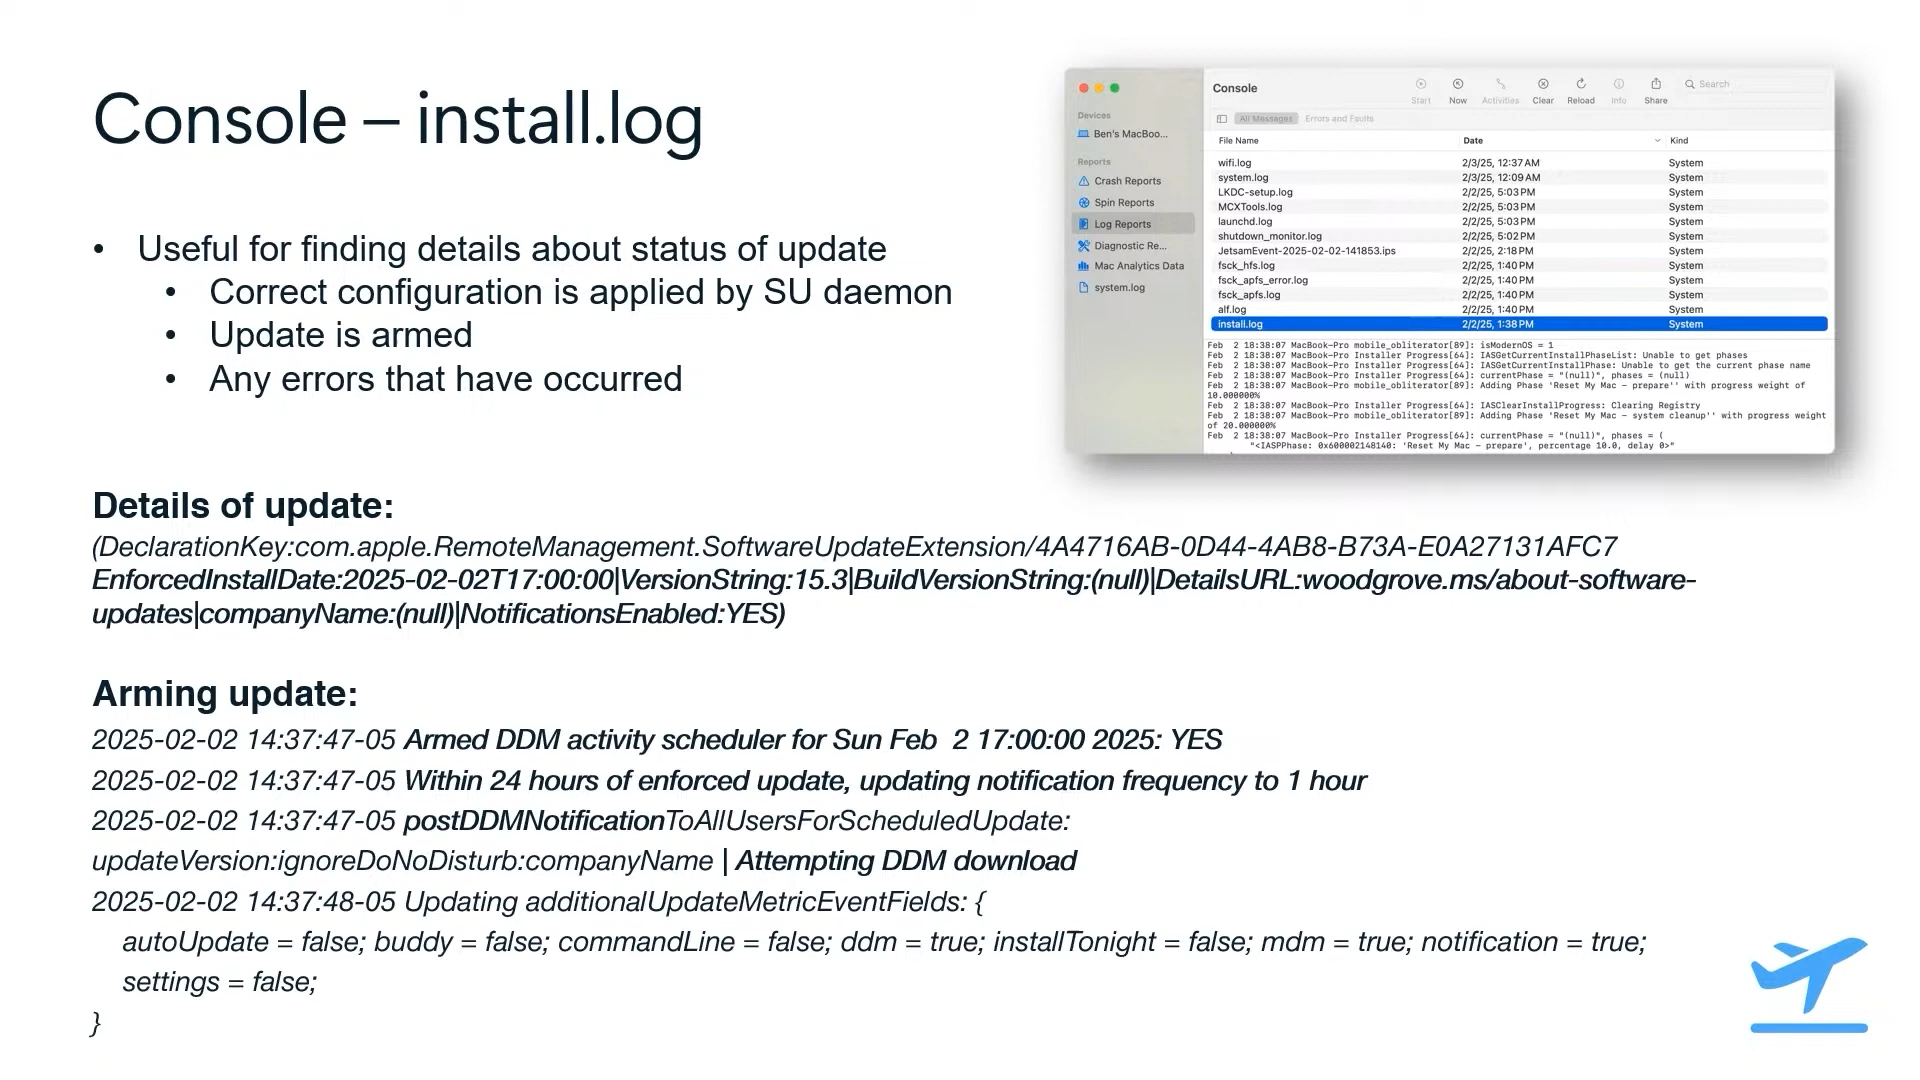 Console – install.log
• Useful for finding details about status of update
• Correct configuration is applied by SU daemon
• Update is armed
• Any errors that have occurred
Console
Start
Now
Activities
Clear
Reload
Info
Share
Search
All Messages
Errors and Faults
Devices
Ben's MacBoo...
Reports
Crash Reports
Spin Reports
Log Reports
Diagnostic Re...
Mac Analytics Data
system.log
File Name Date Kind
wifi.log 2/3/25, 12:37 AM System
system.log 2/3/25, 12:09 AM System
LKDC-setup.log 2/2/25, 5:03 PM System
MCXTools.log 2/2/25, 5:03 PM System
launchd.log 2/2/25, 5:03 PM System
shutdown_monitor.log 2/2/25, 5:02 PM System
JetsamEvent-2025-02-02-141853.ips 2/2/25, 2:18 PM System
fsck_hfs.log 2/2/25, 1:40 PM System
fsck_apfs_error.log 2/2/25, 1:40 PM System
fsck_apfs.log 2/2/25, 1:40 PM System
alf.log 2/2/25, 1:40 PM System
install.log 2/2/25, 1:38 PM System
Feb 2 18:38:07 MacBook-Pro mobile_obliterator[89]: isModernOS = 1
Feb 2 18:38:07 MacBook-Pro Installer Progress[64]: IASGetCurrentInstallPhaseList: Unable to get phases
Feb 2 18:38:07 MacBook-Pro Installer Progress[64]: IASGetCurrentInstallPhase: Unable to get the current phase name
Feb 2 18:38:07 MacBook-Pro Installer Progress[64]: currentPhase = "(null)", phases = (null)
Feb 2 18:38:07 MacBook-Pro mobile_obliterator[89]: Adding Phase 'Reset My Mac - prepare'' with progress weight of
10.000000%
Feb 2 18:38:07 MacBook-Pro Installer Progress[64]: IASClearInstallProgress: Clearing Registry
Feb 2 18:38:07 MacBook-Pro mobile_obliterator[89]: Adding Phase 'Reset My Mac - system cleanup'' with progress weight
of 20.000000%
Feb 2 18:38:07 MacBook-Pro Installer Progress[64]: currentPhase = "(null)", phases = (
"<IASPPhase: 0x600002148140: 'Reset My Mac - prepare', percentage 10.0, delay 0>"
Details of update:
(DeclarationKey:com.apple.RemoteManagement.SoftwareUpdateExtension/4A4716AB-0D44-4AB8-B73A-E0A27131AFC7
EnforcedInstallDate:2025-02-02T17:00:00|VersionString:15.3|BuildVersionString:(null)|DetailsURL:woodgrove.ms/about-software-
updates|companyName:(null)|NotificationsEnabled:YES)
Arming update:
2025-02-02 14:37:47-05 Armed DDM activity scheduler for Sun Feb  2 17:00:00 2025: YES
2025-02-02 14:37:47-05 Within 24 hours of enforced update, updating notification frequency to 1 hour
2025-02-02 14:37:47-05 postDDMNotificationToAllUsersForScheduledUpdate:
updateVersion:ignoreDoNoDisturb:companyName | Attempting DDM download
2025-02-02 14:37:48-05 Updating additionalUpdateMetricEventFields: {
autoUpdate = false; buddy = false; commandLine = false; ddm = true; installTonight = false; mdm = true; notification = true;
settings = false;
}